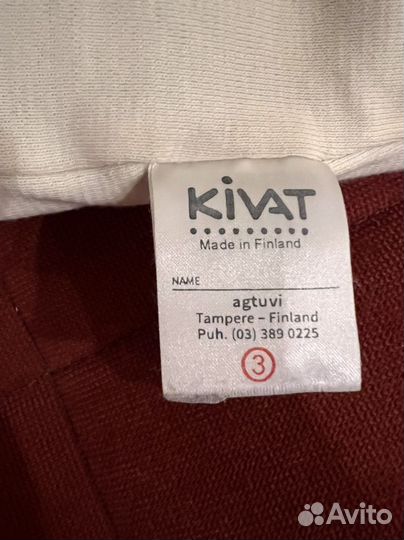 KiVAT
Made in Finland
NAME
agtuvi
Tampere – Finland
Puh. (03) 389 0225
3
Avito